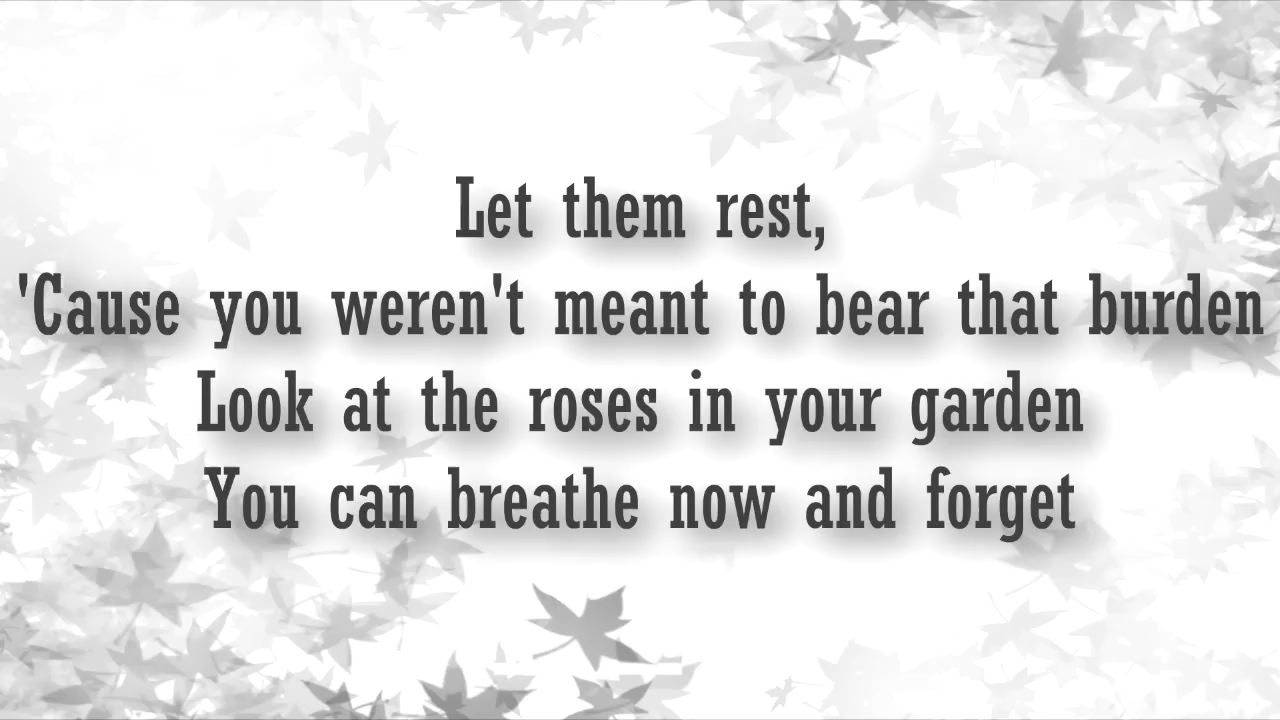 Let them rest,
'Cause you weren't meant to bear that burden
Look at the roses in your garden
You can breathe now and forget